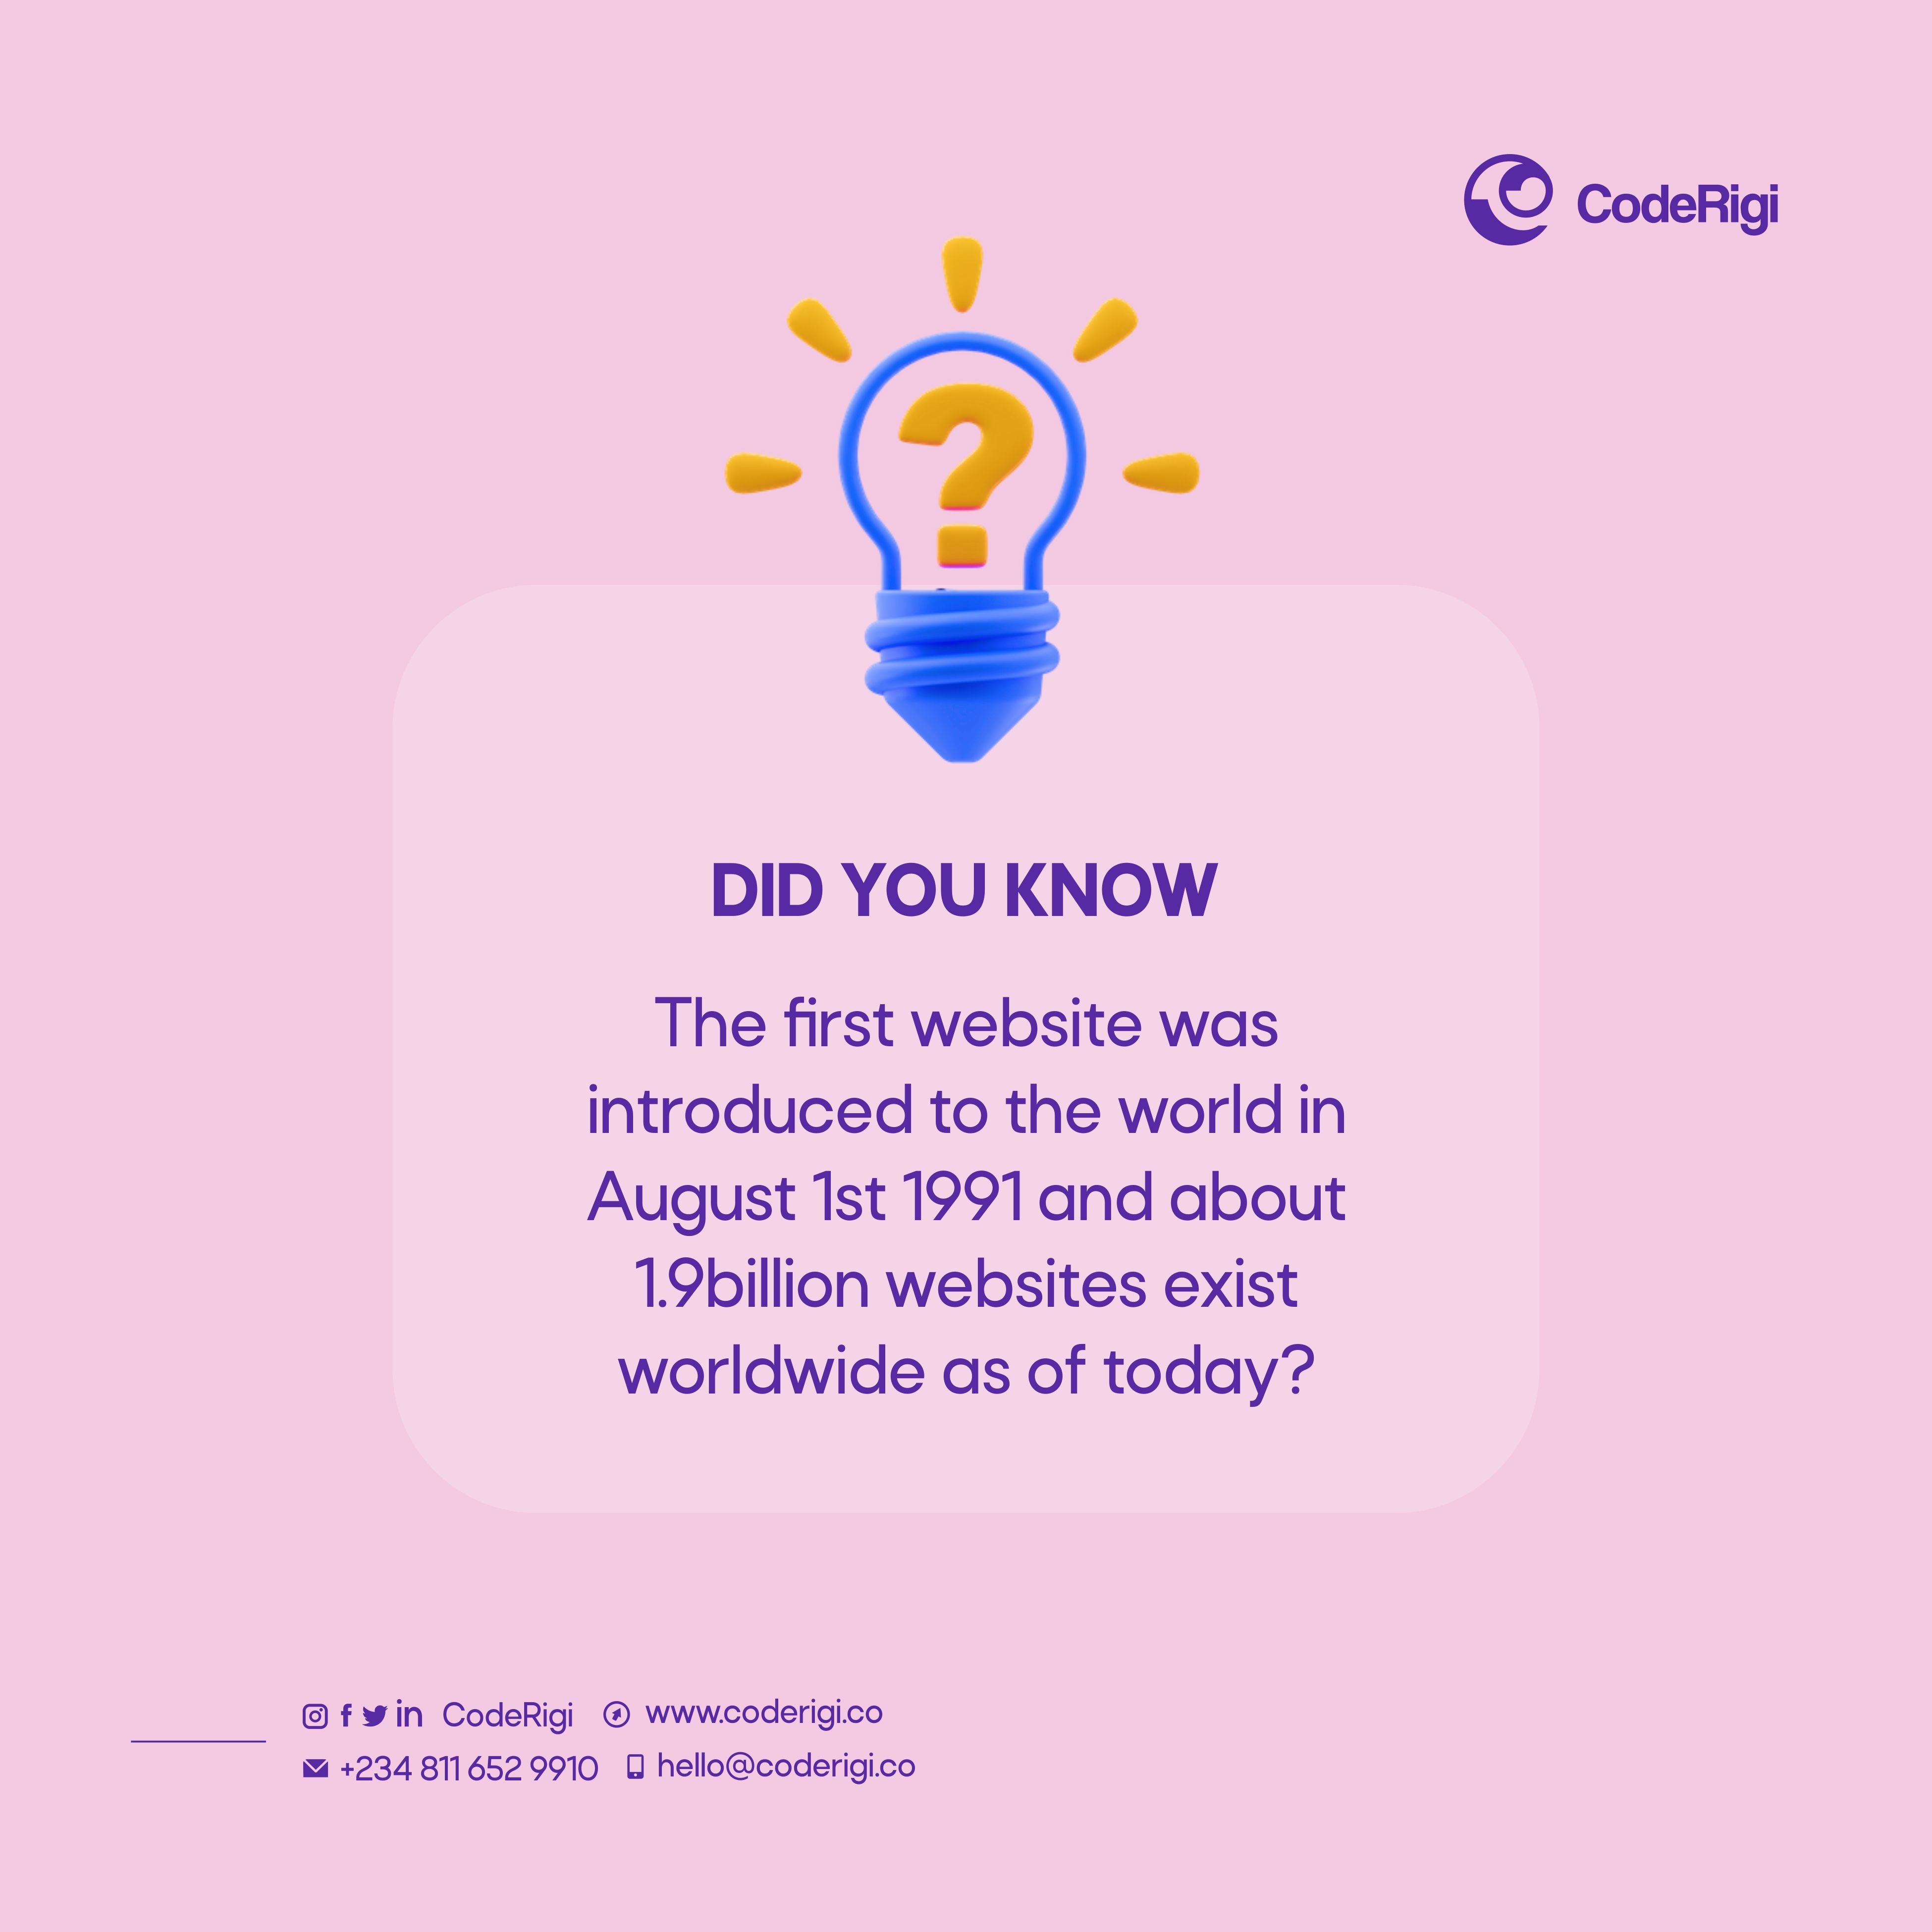 CodeRigi
?
DID YOU KNOW
The first website was
introduced to the world in
August 1st 1991 and about
1.9billion websites exist
worldwide as of today?
CodeRigi www.coderigi.co
+234 811 652 9910 hello@coderigi.co